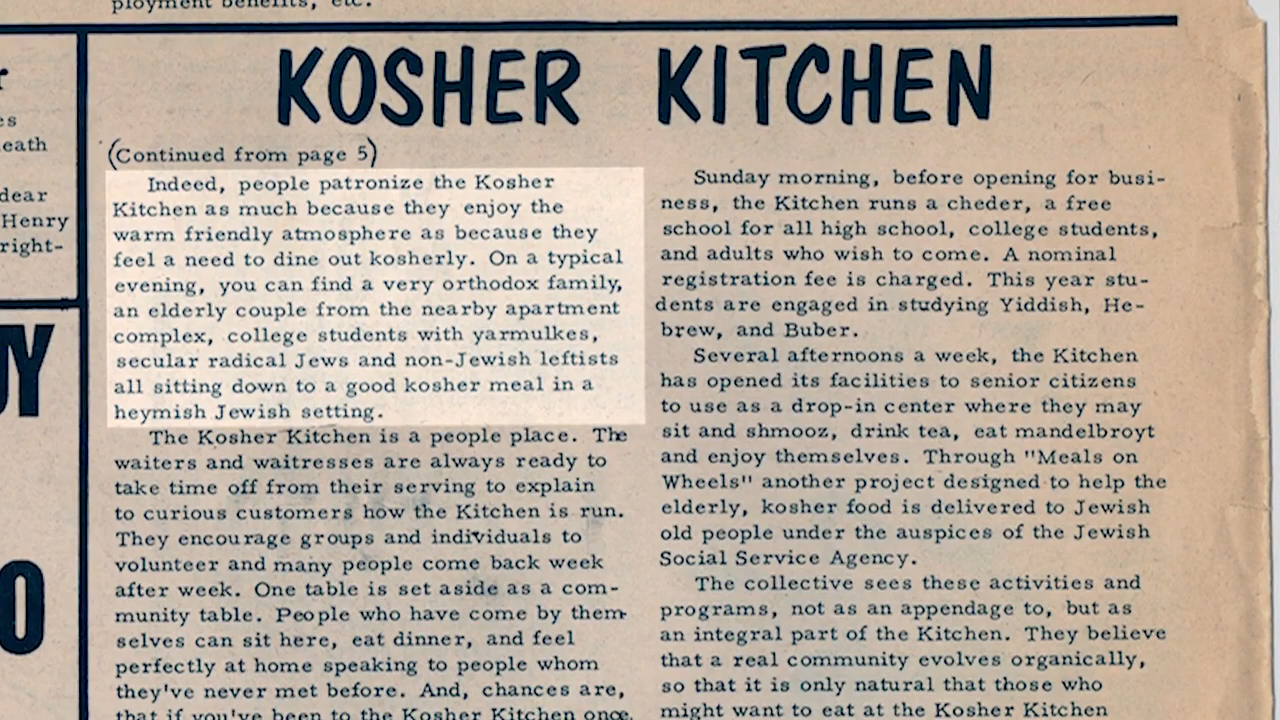 ployment benefits, etc.
KOSHER KITCHEN
(Continued from page 5)
Indeed, people patronize the Kosher
Kitchen as much because they enjoy the
warm friendly atmosphere as because they
feel a need to dine out kosherly. On a typical
evening, you can find a very orthodox family,
an elderly couple from the nearby apartment
complex, college students with yarmulkes,
secular radical Jews and non-Jewish leftists
all sitting down to a good kosher meal in a
heymish Jewish setting.
The Kosher Kitchen is a people place. The
waiters and waitresses are always ready to
take time off from their serving to explain
to curious customers how the Kitchen is run.
They encourage groups and individuals to
volunteer and many people come back week
after week. One table is set aside as a com-
munity table. People who have come by them-
selves can sit here, eat dinner, and feel
perfectly at home speaking to people whom
they've never met before. And, chances are,
that if you've been to the Kosher Kitchen once,
Sunday morning, before opening for busi-
ness, the Kitchen runs a cheder, a free
school for all high school, college students,
and adults who wish to come. A nominal
registration fee is charged. This year stu-
dents are engaged in studying Yiddish, He-
brew, and Buber.
Several afternoons a week, the Kitchen
has opened its facilities to senior citizens
to use as a drop-in center where they may
sit and shmooz, drink tea, eat mandelbroyt
and enjoy themselves. Through "Meals on
Wheels" another project designed to help the
elderly, kosher food is delivered to Jewish
old people under the auspices of the Jewish
Social Service Agency.
The collective sees these activities and
programs, not as an appendage to, but as
an integral part of the Kitchen. They believe
that a real community evolves organically,
so that it is only natural that those who
might want to eat at the Kosher Kitchen
dear
Henry
right-